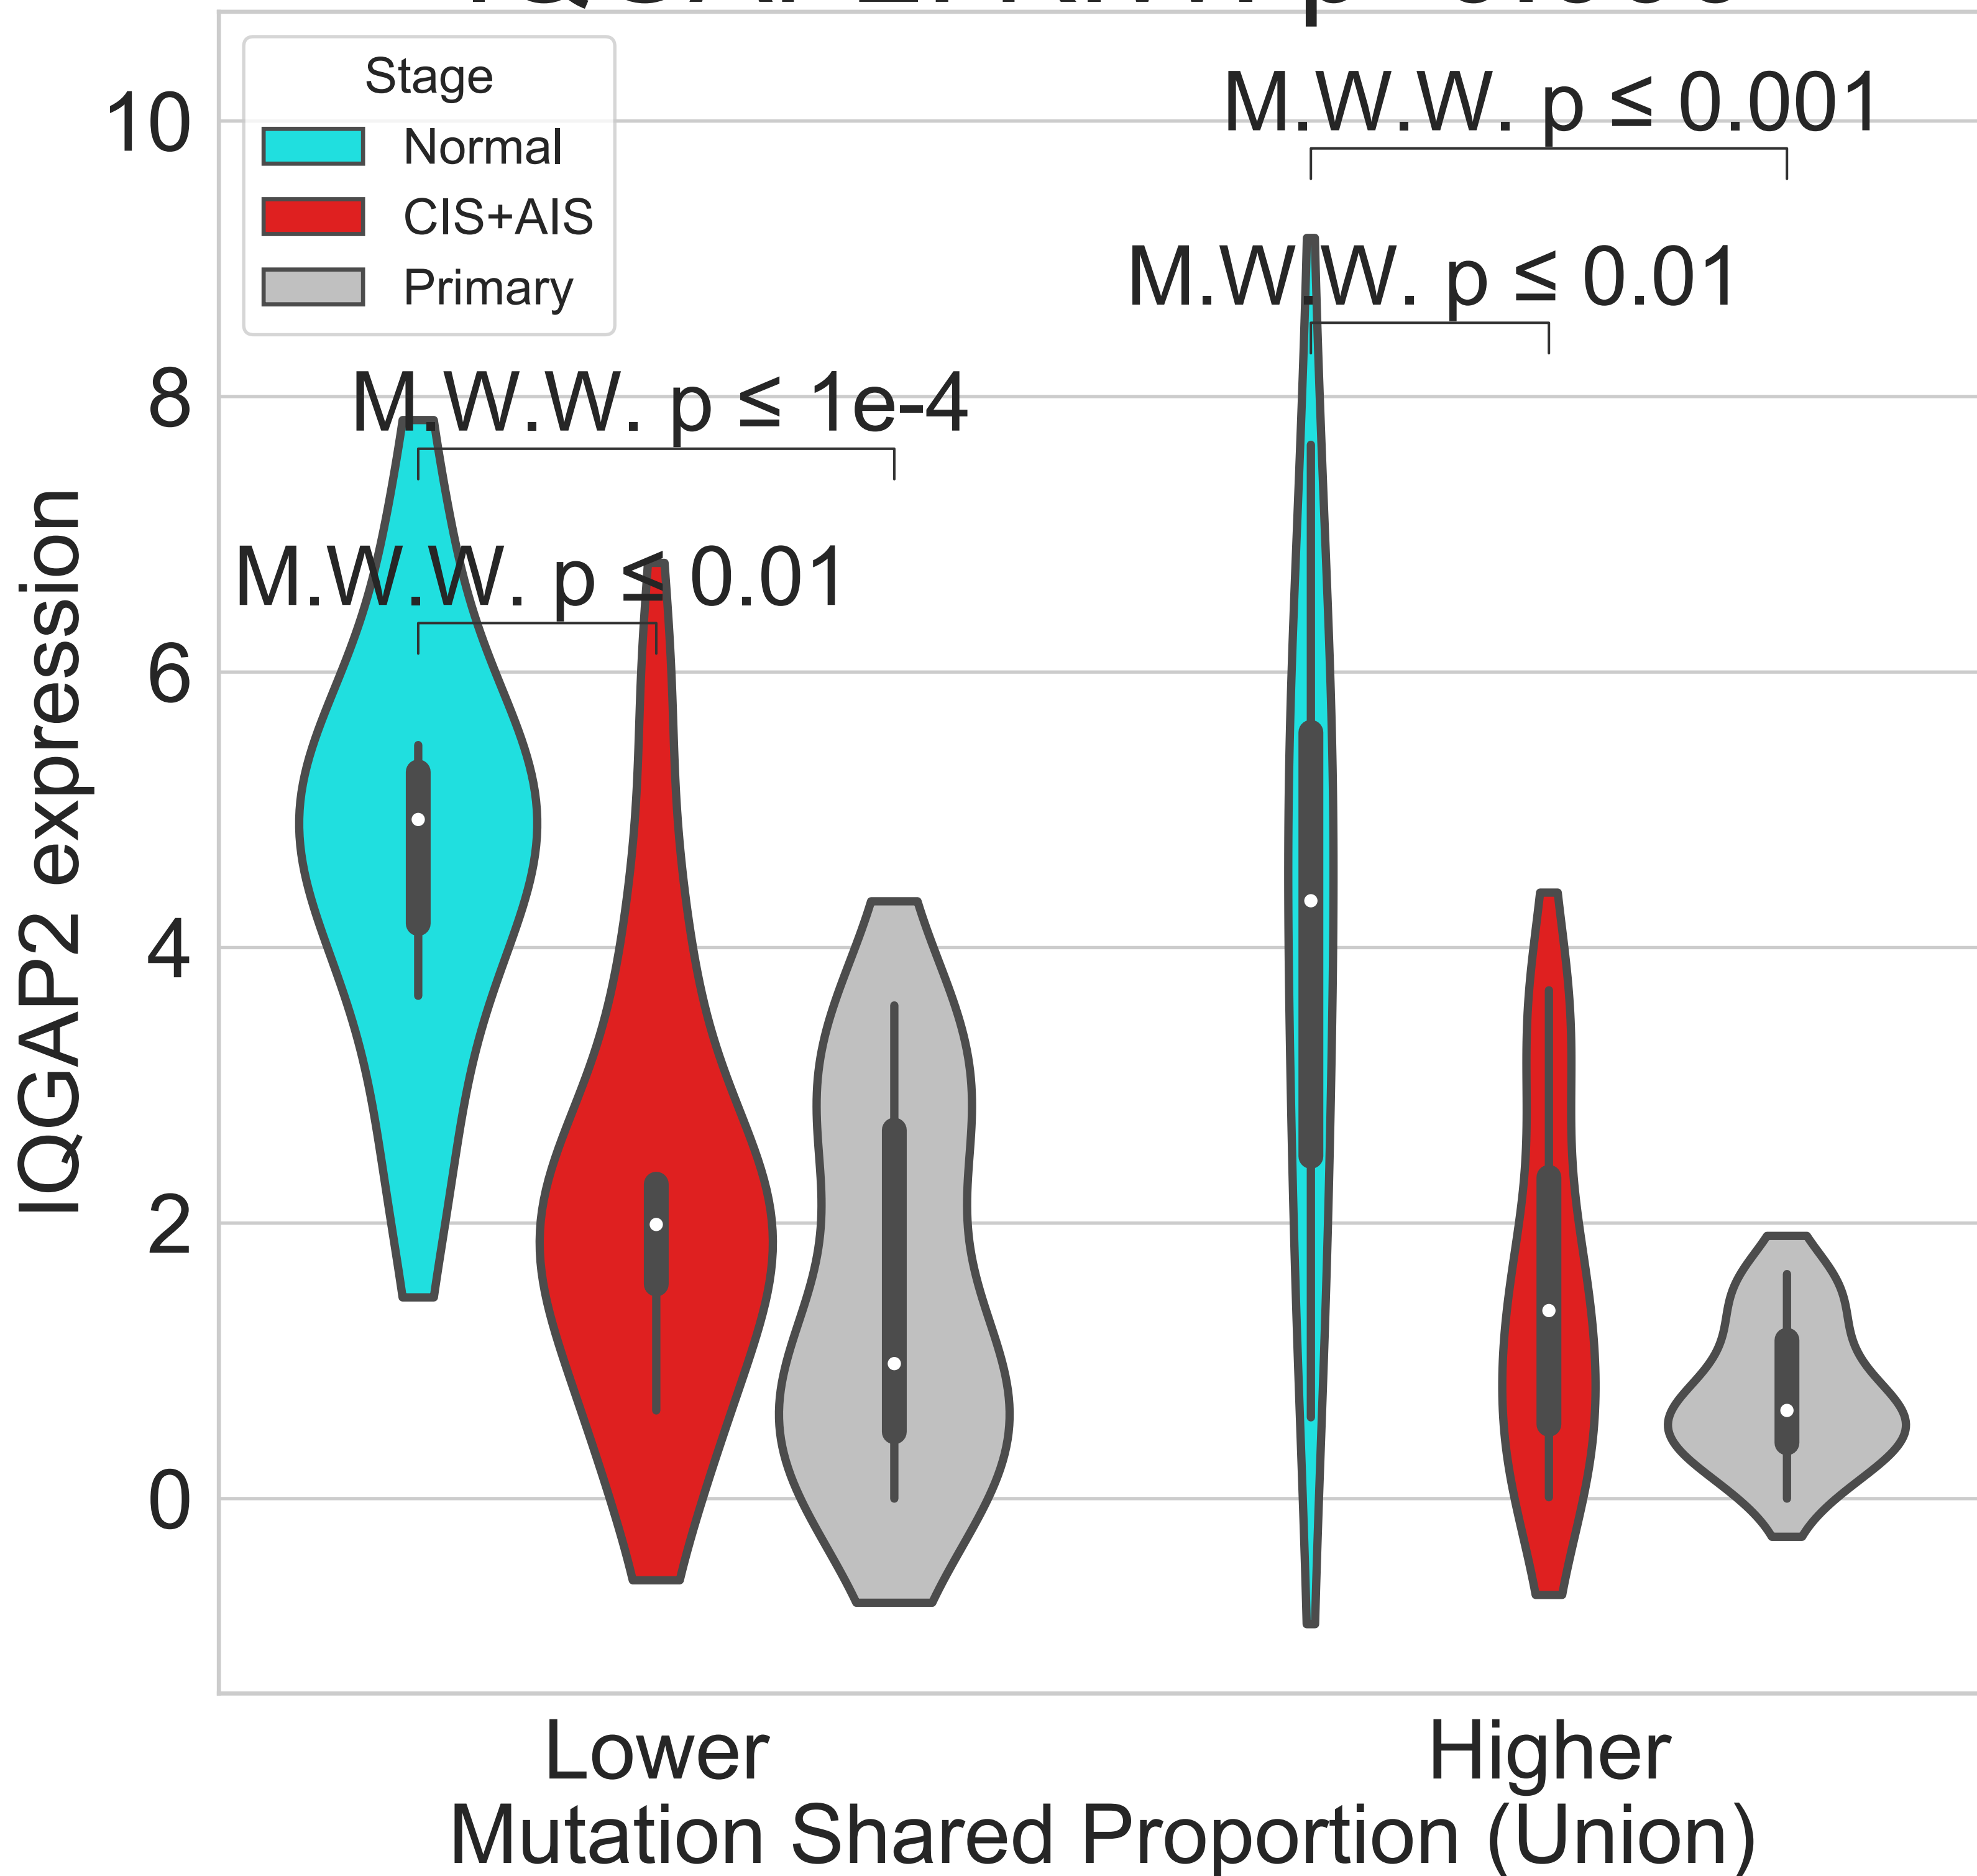 Stage
Normal
CIS+AIS
Primary
M.W.W. p ≤ 0.001
M.W.W. p ≤ 0.01
M.W.W. p ≤ 1e-4
M.W.W. p ≤ 0.01
10
8
6
4
2
0
IQGAP2 expression
Lower
Higher
Mutation Shared Proportion (Union)